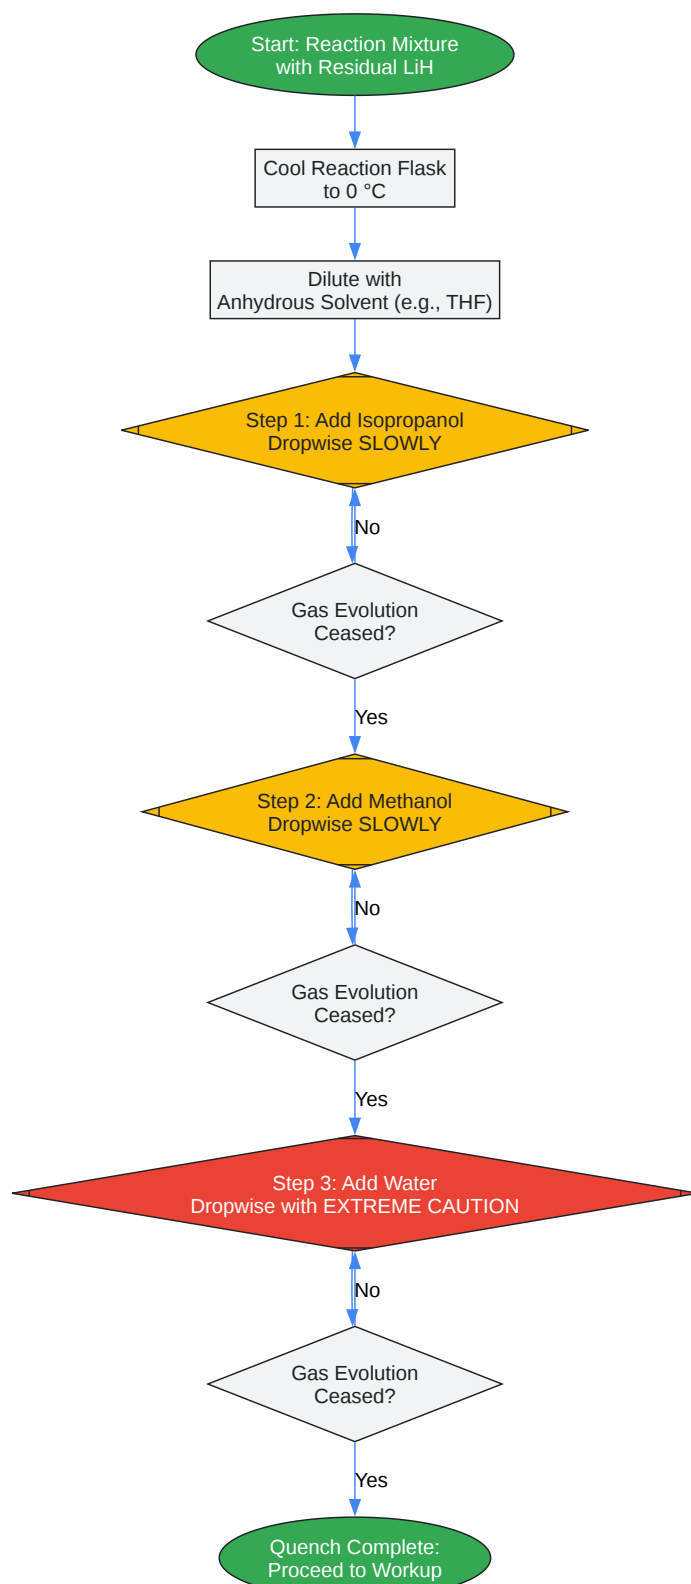 Start: Reaction Mixture
with Residual LiH
Cool Reaction Flask
to 0 °C
Dilute with
Anhydrous Solvent (e.g., THF)
Step 1: Add Isopropanol
Dropwise SLOWLY
No
Gas Evolution
Ceased?
Yes
Step 2: Add Methanol
Dropwise SLOWLY
No
Gas Evolution
Ceased?
Yes
Step 3: Add Water
Dropwise with EXTREME CAUTION
No
Gas Evolution
Ceased?
Yes
Quench Complete:
Proceed to Workup